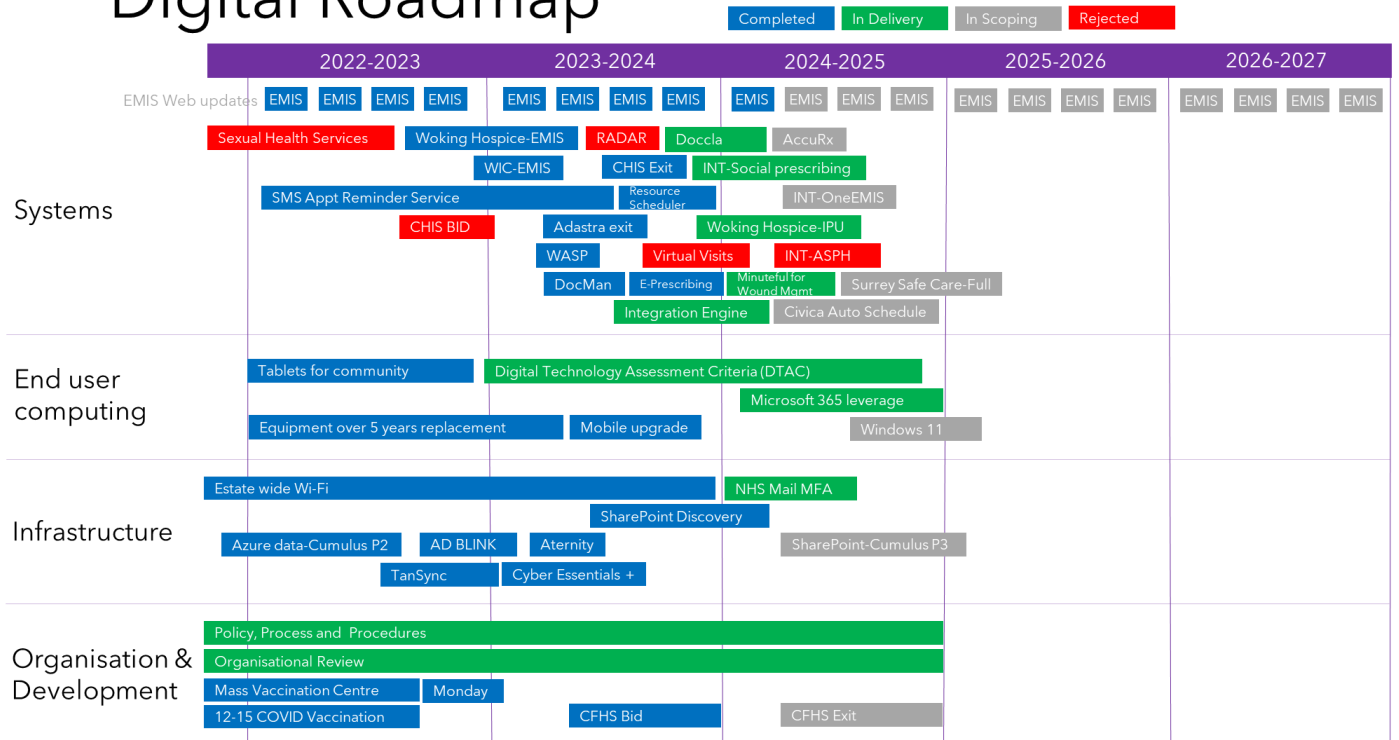 Digital Roadmap
Completed In Delivery In Scoping Rejected
2022-2023 2023-2024 2024-2025 2025-2026 2026-2027
EMIS Web updates EMIS EMIS EMIS EMIS EMIS EMIS EMIS EMIS EMIS EMIS EMIS EMIS EMIS EMIS EMIS EMIS EMIS EMIS EMIS EMIS
Sexual Health Services Woking Hospice-EMIS RADAR Doccla AccuRx
WIC-EMIS CHIS Exit INT-Social prescribing
Systems
SMS Appt Reminder Service
Resource
Scheduler
INT-OneEMIS
CHIS BID Adastra exit Woking Hospice-IPU
WASP Virtual Visits INT-ASPH
DocMan E-Prescribing
Minuteful for
Wound Mgmt
Surrey Safe Care-Full
Integration Engine Civica Auto Schedule
End user
computing
Tablets for community Digital Technology Assessment Criteria (DTAC)
Microsoft 365 leverage
Equipment over 5 years replacement Mobile upgrade Windows 11
Infrastructure
Estate wide Wi-Fi NHS Mail MFA
SharePoint Discovery
Azure data-Cumulus P2 AD BLINK Aternity SharePoint-Cumulus P3
TanSync Cyber Essentials +
Organisation &
Development
Policy, Process and Procedures
Organisational Review
Mass Vaccination Centre Monday
12-15 COVID Vaccination CFHS Bid CFHS Exit